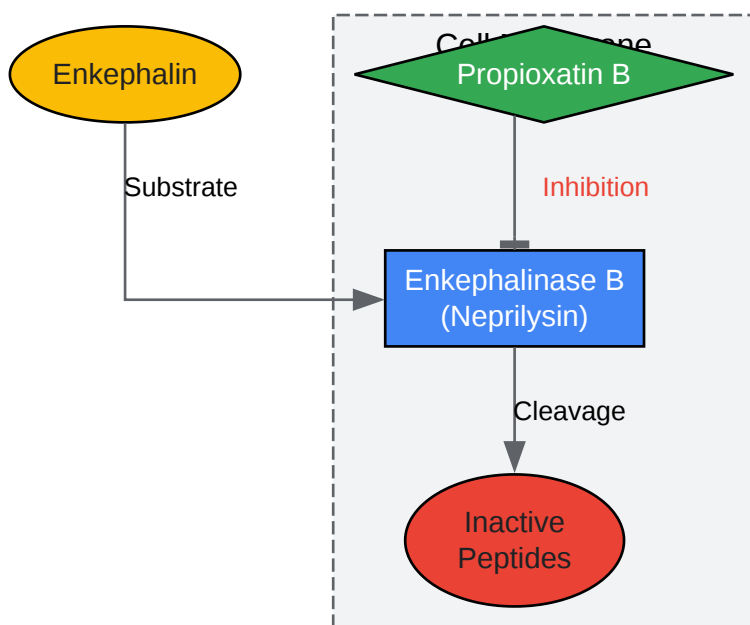 Enkephalin
Propioxatin B
Substrate
Inhibition
Enkephalinase B
(Neprilysin)
Cleavage
Inactive
Peptides